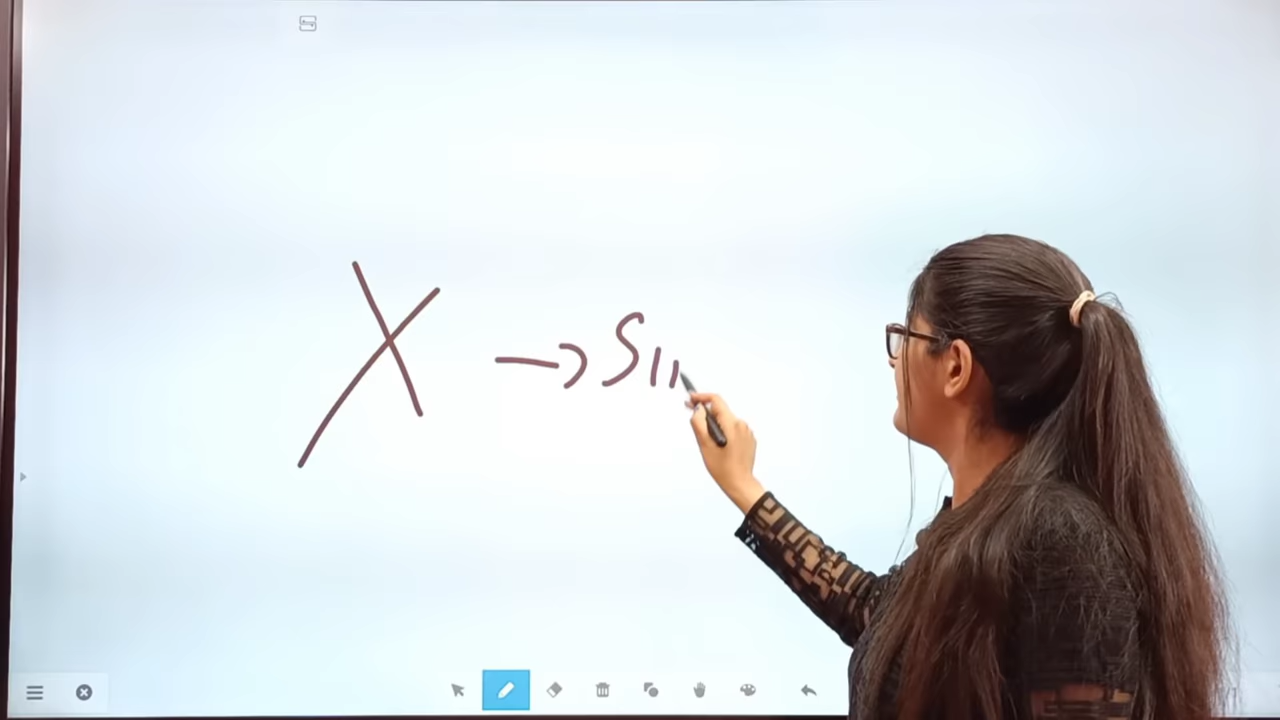 X → Sin